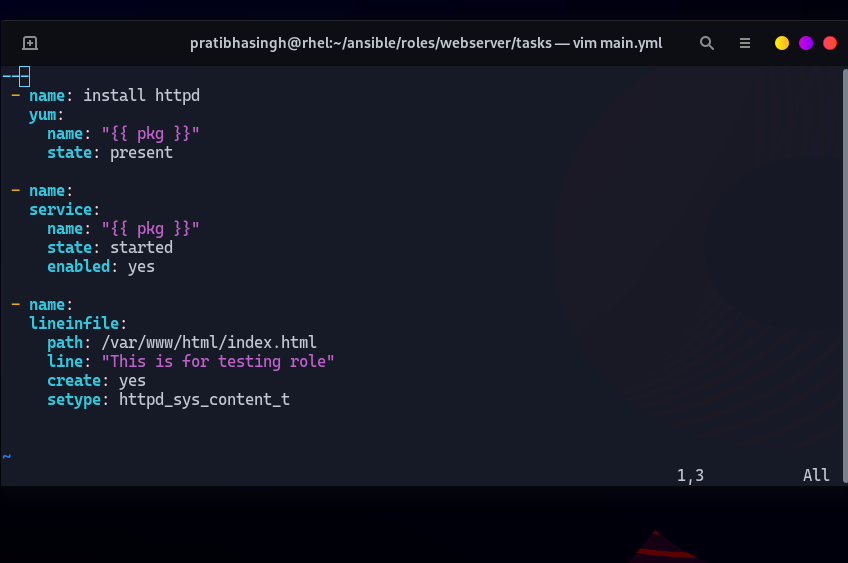 pratibhasingh@rhel:~/ansible/roles/webserver/tasks — vim main.yml
---
- name: install httpd
yum:
name: "{{ pkg }}"
state: present
- name:
service:
name: "{{ pkg }}"
state: started
enabled: yes
- name:
lineinfile:
path: /var/www/html/index.html
line: "This is for testing role"
create: yes
setype: httpd_sys_content_t
~
1,3 All